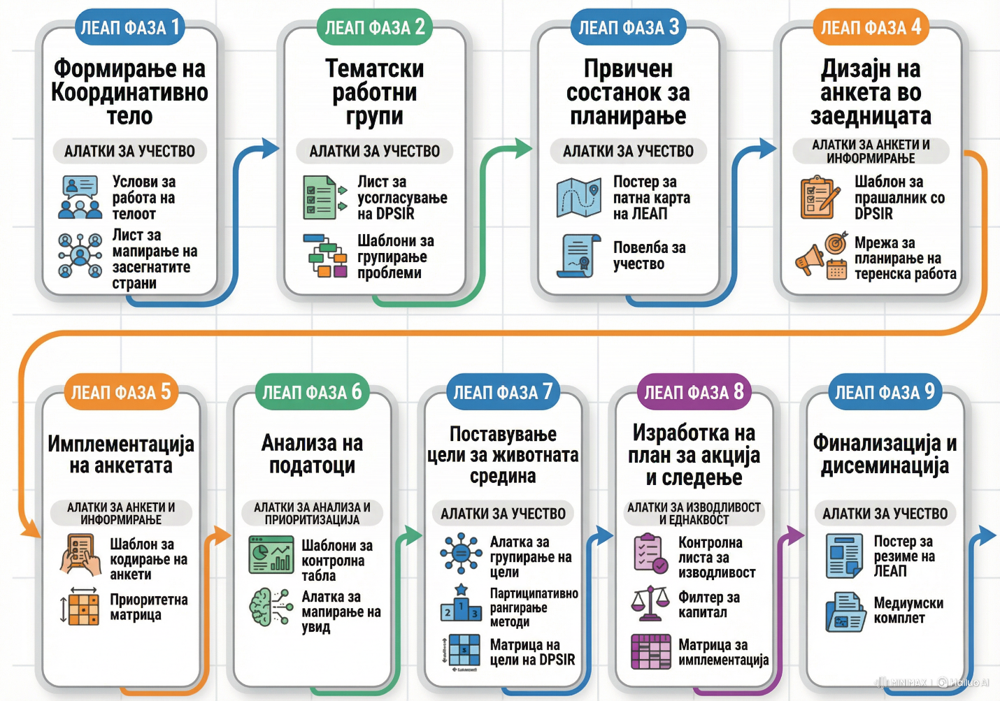 ЛЕАП ФАЗА 1
Формирање на
Координативно
тело
АЛАТКИ ЗА УЧЕСТВО
Услови за
работа на
телоот
Лист за
мапирање на
засегнатите
страни
ЛЕАП ФАЗА 2
Тематски
работни
групи
АЛАТКИ ЗА УЧЕСТВО
Лист за
усогласување
на DPSIR
Шаблони за
групирање
проблеми
ЛЕАП ФАЗА 3
Првичен
состанок за
планирање
АЛАТКИ ЗА УЧЕСТВО
Постер за
патна карта
на ЛЕАП
Повелба за
учество
ЛЕАП ФАЗА 4
Дизајн на
анкета во
заедницата
АЛАТКИ ЗА АНКЕТИ И
ИНФОРМИРАЊЕ
Шаблон за
прашалник со
DPSIR
Мрежа за
планирање на
теренска работа
ЛЕАП ФАЗА 5
Имплементација
на анкетата
АЛАТКИ ЗА АНКЕТИ И
ИНФОРМИРАЊЕ
Шаблон за
кодирање на
анкети
Приоритетна
матрица
ЛЕАП ФАЗА 6
Анализа на
податоци
АЛАТКИ ЗА АНАЛИЗА И
ПРИОРИТИЗАЦИЈА
Шаблони за
контролна
табла
Алатка за
мапирање на
увид
ЛЕАП ФАЗА 7
Поставување
цели за животната
средина
АЛАТКИ ЗА УЧЕСТВО
Алатка за
групирање на
цели
2 1 3
Партиципативно
рангирање
методи
Матрица на
цели на DPSIR
ЛЕАП ФАЗА 8
Изработка на
план за акција
и следење
АЛАТКИ ЗА ИЗВОДЛИВОСТ
И ЕДНАКВОСТ
Контролна
листа за
изводливост
Филтер за
капитал
Матрица за
имплементација
ЛЕАП ФАЗА 9
Финализација и
дисеминација
АЛАТКИ ЗА УЧЕСТВО
Постер за
резиме на
ЛЕАП
Медиумски
комплет
MINIMAX | Hailuo AI